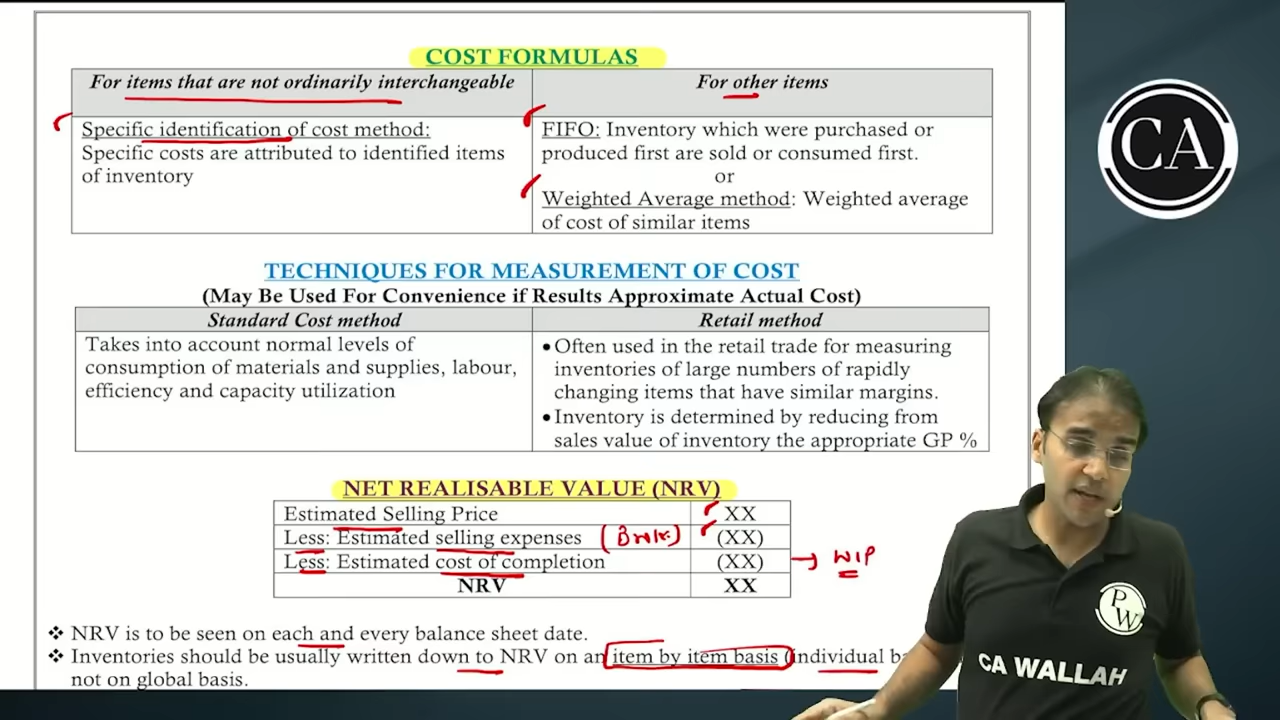 COST FORMULAS
For items that are not ordinarily interchangeable
Specific identification of cost method:
Specific costs are attributed to identified items
of inventory
For other items
FIFO: Inventory which were purchased or
produced first are sold or consumed first.
or
Weighted Average method: Weighted average
of cost of similar items
TECHNIQUES FOR MEASUREMENT OF COST
(May Be Used For Convenience if Results Approximate Actual Cost)
Standard Cost method
Takes into account normal levels of
consumption of materials and supplies, labour,
efficiency and capacity utilization
Retail method
•Often used in the retail trade for measuring
inventories of large numbers of rapidly
changing items that have similar margins.
•Inventory is determined by reducing from
sales value of inventory the appropriate GP %
NET REALISABLE VALUE (NRV)
Estimated Selling Price XX
Less: Estimated selling expenses (XX)
Less: Estimated cost of completion (XX) → WIP
NRV XX
❖ NRV is to be seen on each and every balance sheet date.
❖ Inventories should be usually written down to NRV on an item by item basis (individual
not on global basis.
CA
PW
CA WALLAH